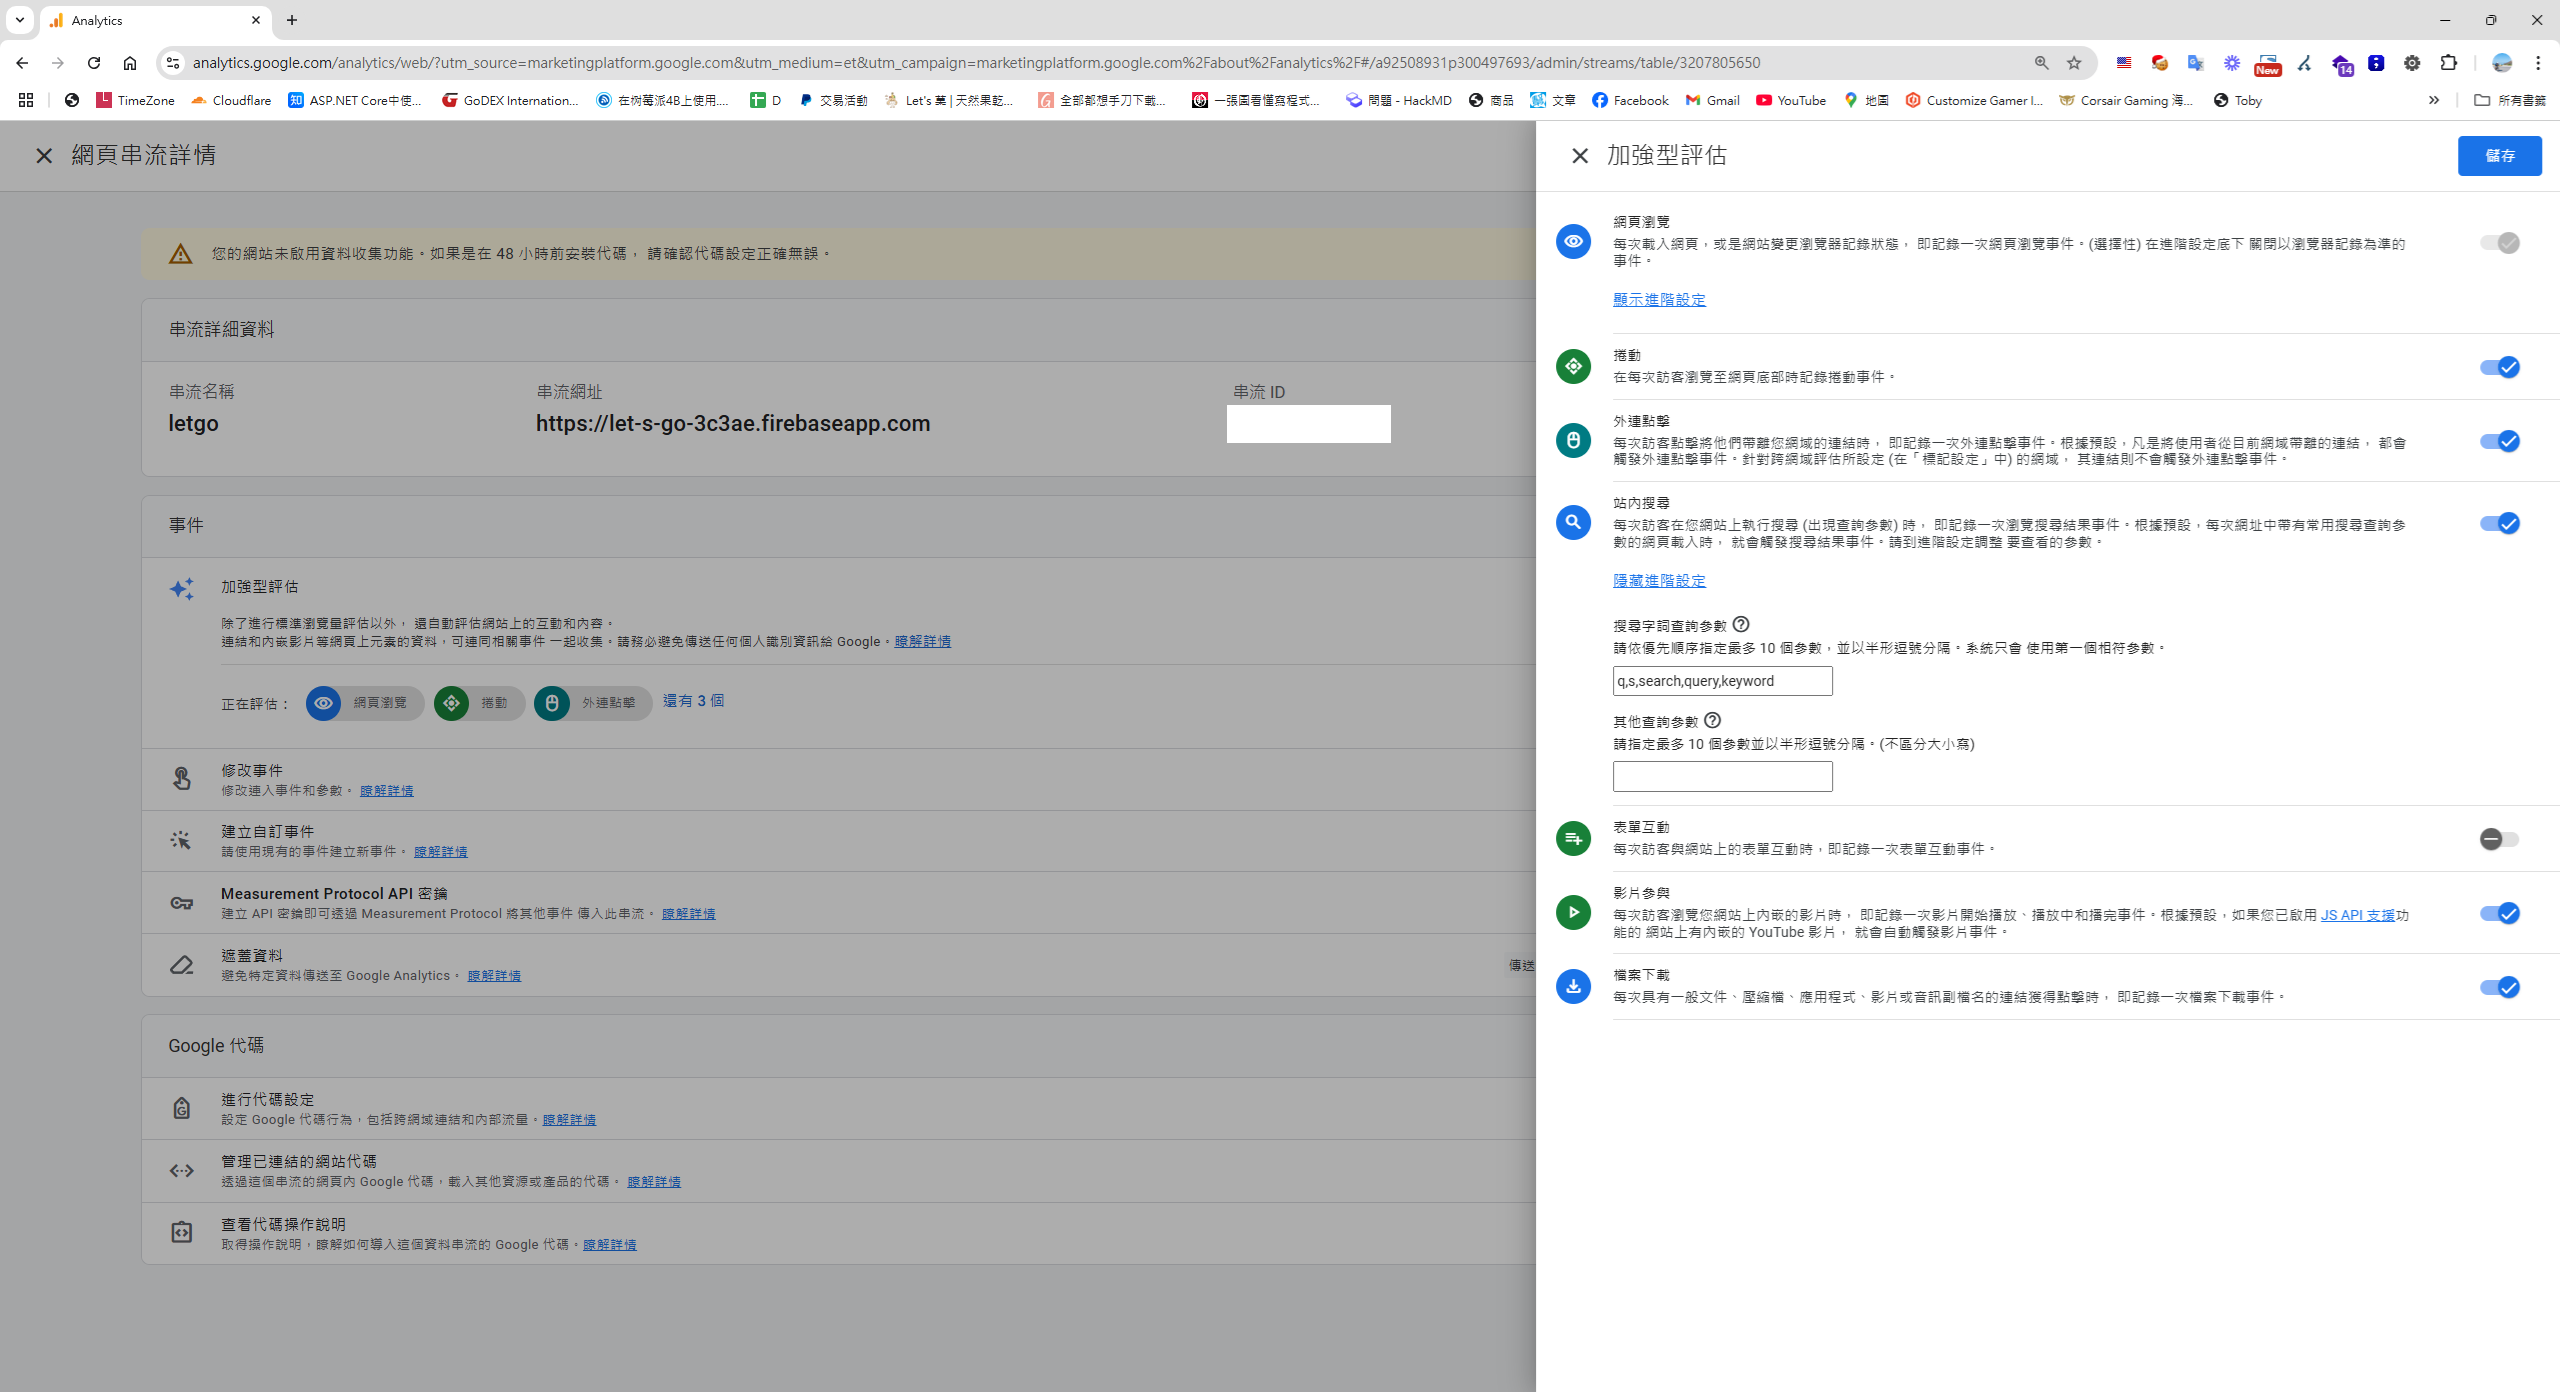 Analytics
analytics.google.com/analytics/web/?utm_source=marketingplatform.google.com&utm_medium=et&utm_campaign=marketingplatform.google.com%2Fabout%2Fanalytics%2F#/a92508931p300497693/admin/streams/table/3207805650
New
14
TimeZone
Cloudflare
ASP.NET Core中使...
GoDEX Internation...
在树莓派4B上使用....
D
交易活動
Let's 菓 | 天然果乾...
全部都想手刀下載...
一張圖看懂寫程式...
問題 - HackMD
商品
文章
Facebook
Gmail
YouTube
地圖
Customize Gamer I...
Corsair Gaming 海...
Toby
所有書籤
網頁串流詳情
您的網站未啟用資料收集功能。如果是在 48 小時前安裝代碼， 請確認代碼設定正確無誤。
串流詳細資料
串流名稱
letgo
串流網址
https://let-s-go-3c3ae.firebaseapp.com
串流 ID
事件
加強型評估
除了進行標準瀏覽量評估以外， 還自動評估網站上的互動和內容。
連結和內嵌影片等網頁上元素的資料，可連同相關事件 一起收集。請務必避免傳送任何個人識別資訊給 Google。瞭解詳情
正在評估：
網頁瀏覽
捲動
外連點擊
還有 3 個
修改事件
修改連入事件和參數。 瞭解詳情
建立自訂事件
請使用現有的事件建立新事件。 瞭解詳情
Measurement Protocol API 密鑰
建立 API 密鑰即可透過 Measurement Protocol 將其他事件 傳入此串流。 瞭解詳情
遮蓋資料
避免特定資料傳送至 Google Analytics。 瞭解詳情
傳送
Google 代碼
進行代碼設定
設定 Google 代碼行為，包括跨網域連結和內部流量。瞭解詳情
管理已連結的網站代碼
透過這個串流的網頁內 Google 代碼，載入其他資源或產品的代碼。 瞭解詳情
查看代碼操作說明
取得操作說明，瞭解如何導入這個資料串流的 Google 代碼。瞭解詳情
加強型評估
儲存
網頁瀏覽
每次載入網頁，或是網站變更瀏覽器記錄狀態， 即記錄一次網頁瀏覽事件。(選擇性) 在進階設定底下 關閉以瀏覽器記錄為準的
事件。
顯示進階設定
捲動
在每次訪客瀏覽至網頁底部時記錄捲動事件。
外連點擊
每次訪客點擊將他們帶離您網域的連結時， 即記錄一次外連點擊事件。根據預設，凡是將使用者從目前網域帶離的連結， 都會
觸發外連點擊事件。針對跨網域評估所設定 (在「標記設定」中) 的網域， 其連結則不會觸發外連點擊事件。
站內搜尋
每次訪客在您網站上執行搜尋 (出現查詢參數) 時， 即記錄一次瀏覽搜尋結果事件。根據預設，每次網址中帶有常用搜尋查詢參
數的網頁載入時， 就會觸發搜尋結果事件。請到進階設定調整 要查看的參數。
隱藏進階設定
搜尋字詞查詢參數
請依優先順序指定最多 10 個參數，並以半形逗號分隔。系統只會 使用第一個相符參數。
q,s,search,query,keyword
其他查詢參數
請指定最多 10 個參數並以半形逗號分隔。(不區分大小寫)
表單互動
每次訪客與網站上的表單互動時，即記錄一次表單互動事件。
影片參與
每次訪客瀏覽您網站上內嵌的影片時， 即記錄一次影片開始播放、播放中和播完事件。根據預設，如果您已啟用 JS API 支援功
能的 網站上有內嵌的 YouTube 影片， 就會自動觸發影片事件。
檔案下載
每次具有一般文件、壓縮檔、應用程式、影片或音訊副檔名的連結獲得點擊時， 即記錄一次檔案下載事件。